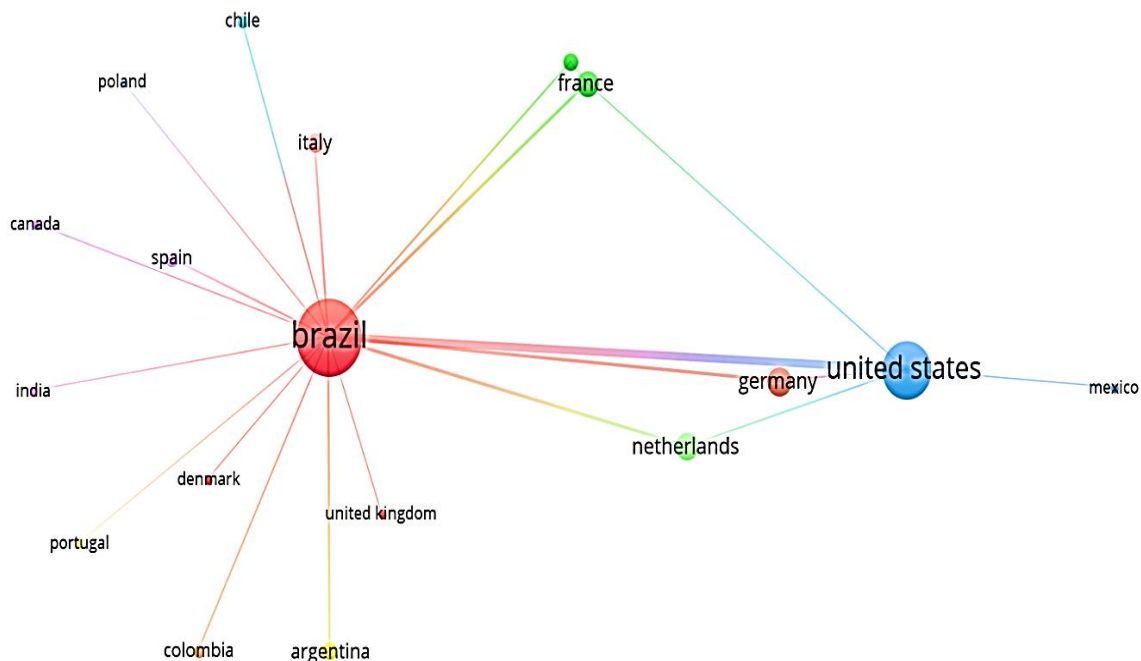 chile
poland
france
italy
canada
spain
brazil
united states
germany
mexico
india
netherlands
denmark
united kingdom
portugal
colombia
argentina